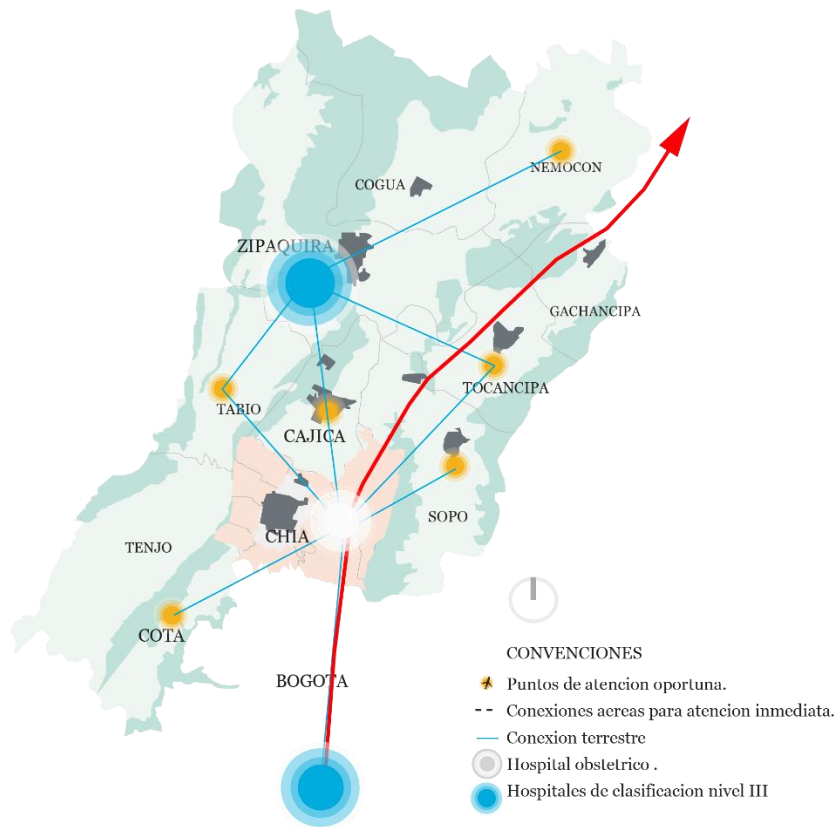 NEMOCON
COGUA
ZIPAQUIRA
GACHANCIPA
TOCANCIPA
TABIO
CAJICA
SOPO
CHIA
TENJO
COTA
BOGOTA
CONVENCIONES
Puntos de atencion oportuna.
Conexiones aereas para atencion inmediata.
Conexion terrestre
Hospital obstetrico .
Hospitales de clasificacion nivel III